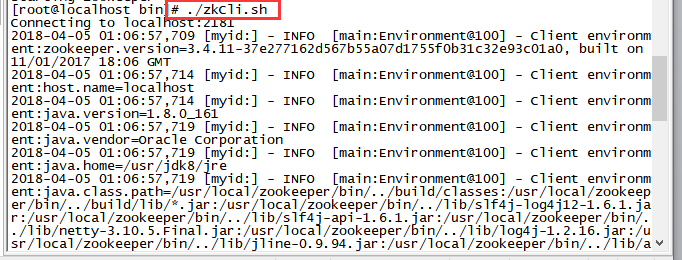 [root@localhost bin]# ./zkCli.sh
Connecting to localhost:2181
2018-04-05 01:06:57,709 [myid:] - INFO  [main:Environment@100] - Client environm
ent:zookeeper.version=3.4.11-37e277162d567b55a07d1755f0b31c32e93c01a0, built on
11/01/2017 18:06 GMT
2018-04-05 01:06:57,714 [myid:] - INFO  [main:Environment@100] - Client environm
ent:host.name=localhost
2018-04-05 01:06:57,714 [myid:] - INFO  [main:Environment@100] - Client environm
ent:java.version=1.8.0_161
2018-04-05 01:06:57,719 [myid:] - INFO  [main:Environment@100] - Client environm
ent:java.vendor=Oracle Corporation
2018-04-05 01:06:57,719 [myid:] - INFO  [main:Environment@100] - Client environm
ent:java.home=/usr/jdk8/jre
2018-04-05 01:06:57,719 [myid:] - INFO  [main:Environment@100] - Client environm
ent:java.class.path=/usr/local/zookeeper/bin/../build/classes:/usr/local/zookeep
er/bin/../build/lib/*.jar:/usr/local/zookeeper/bin/../lib/slf4j-log4j12-1.6.1.ja
r:/usr/local/zookeeper/bin/../lib/slf4j-api-1.6.1.jar:/usr/local/zookeeper/bin/.
./lib/netty-3.10.5.Final.jar:/usr/local/zookeeper/bin/../lib/log4j-1.2.16.jar:/u
sr/local/zookeeper/bin/../lib/jline-0.9.94.jar:/usr/local/zookeeper/bin/../lib/a